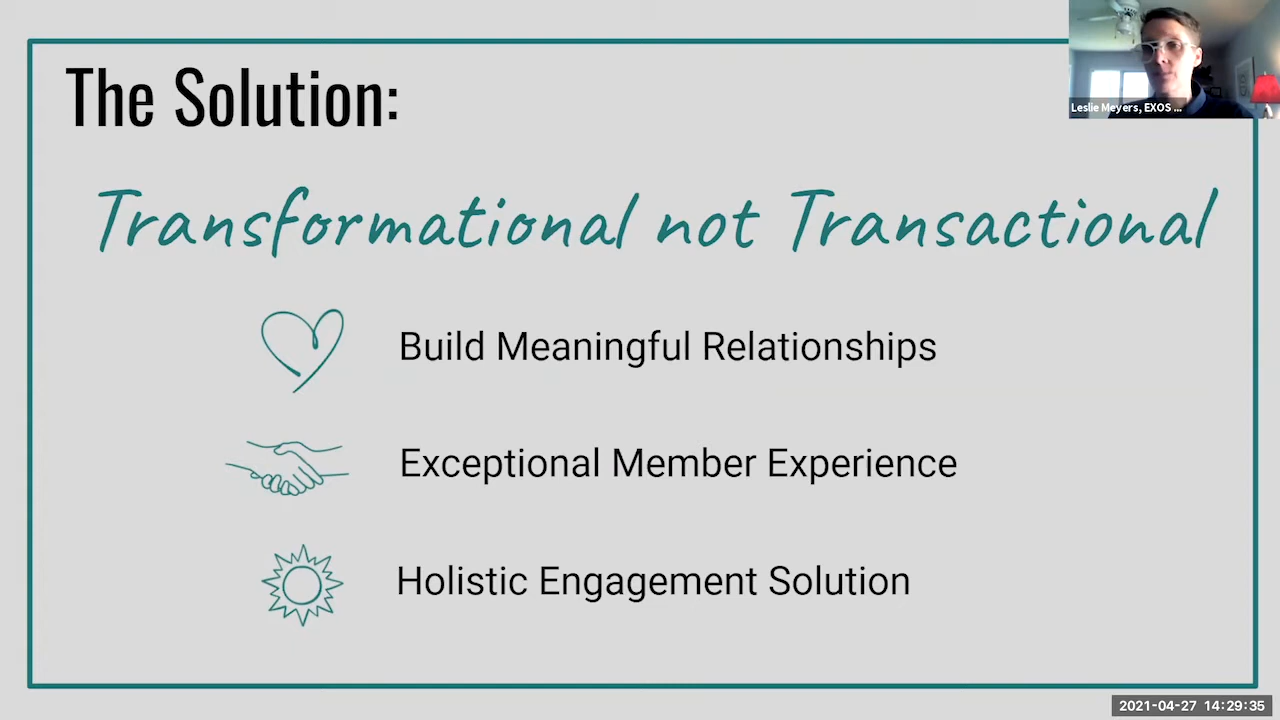 The Solution:
Transformational not Transactional
Build Meaningful Relationships
Exceptional Member Experience
Holistic Engagement Solution
Leslie Meyers, EXOS ...
2021-04-27 14:29:35